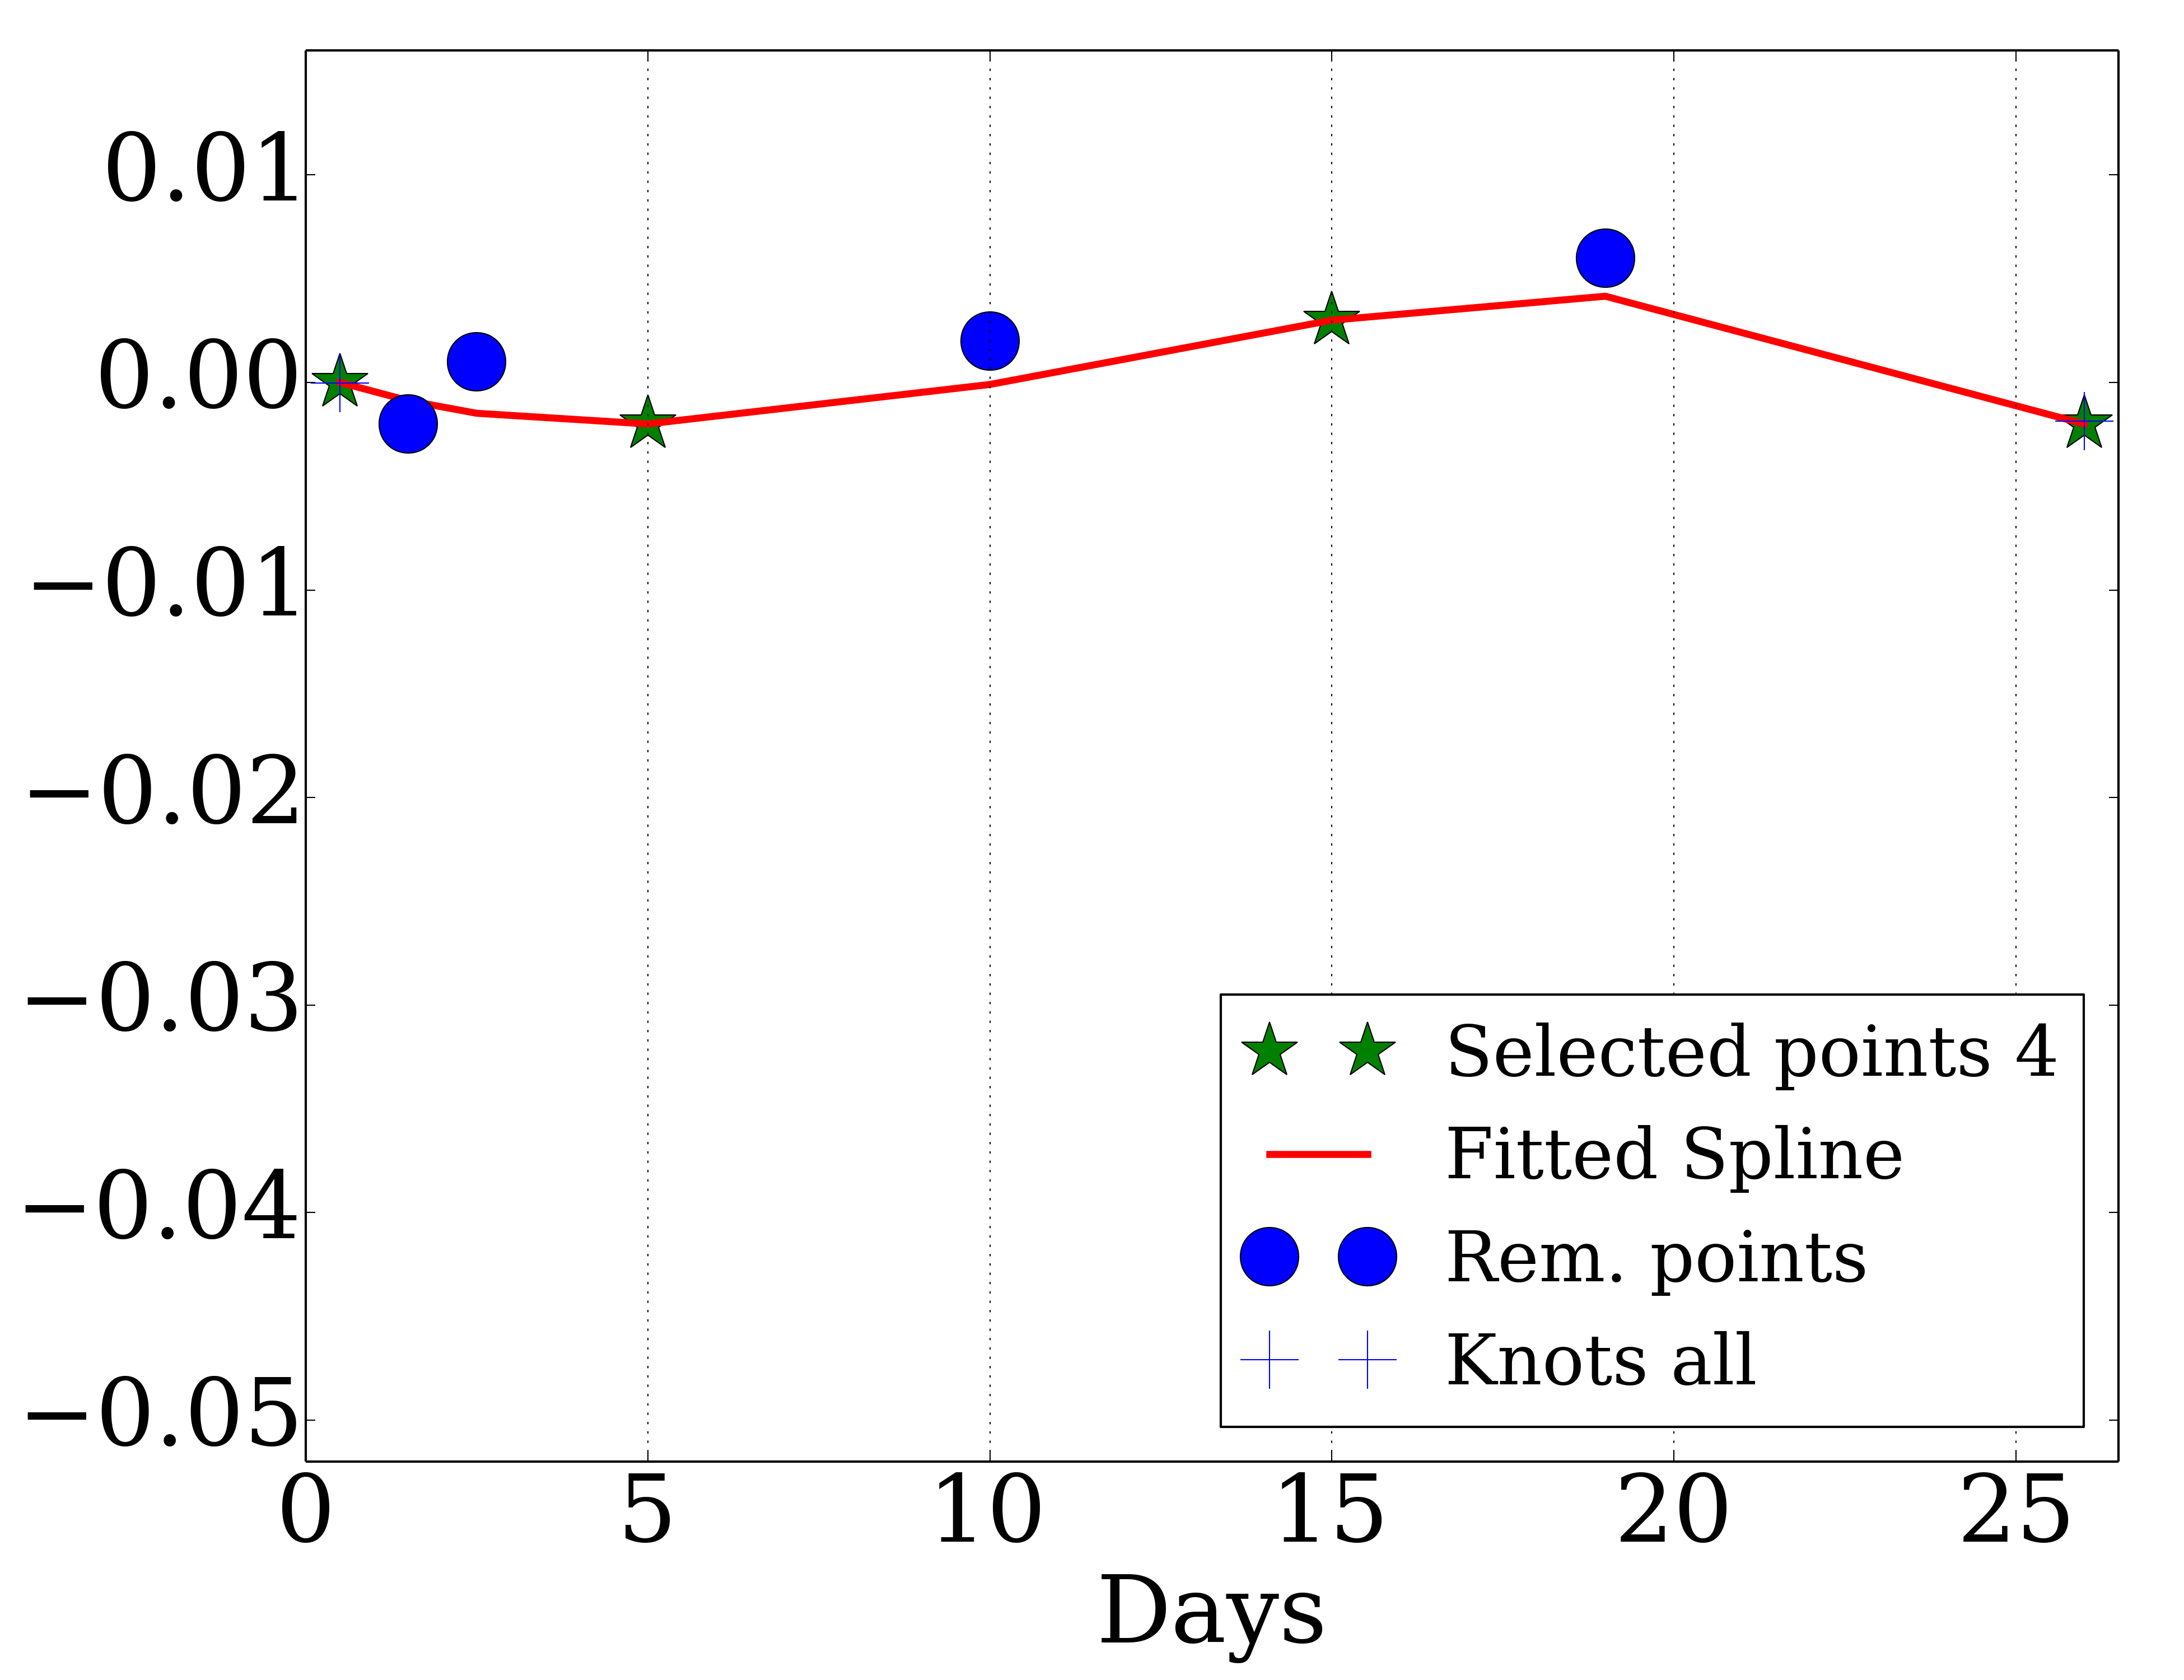 0.01
0.00
−0.01
−0.02
−0.03
−0.04
−0.05
0 5 10 15 20 25
Days
Selected points 4
Fitted Spline
Rem. points
Knots all